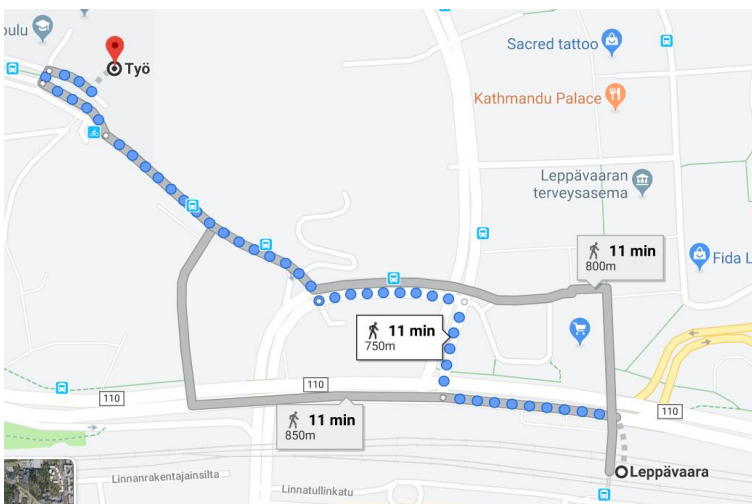 oulu
Työ
Sacred tattoo
Kathmandu Palace
Leppävaaran
terveysasema
11 min
800m
Fida L
11 min
750m
110
110
110
11 min
850m
Leppävaara
Linnanrakentajainsilta
Linnatullinkatu